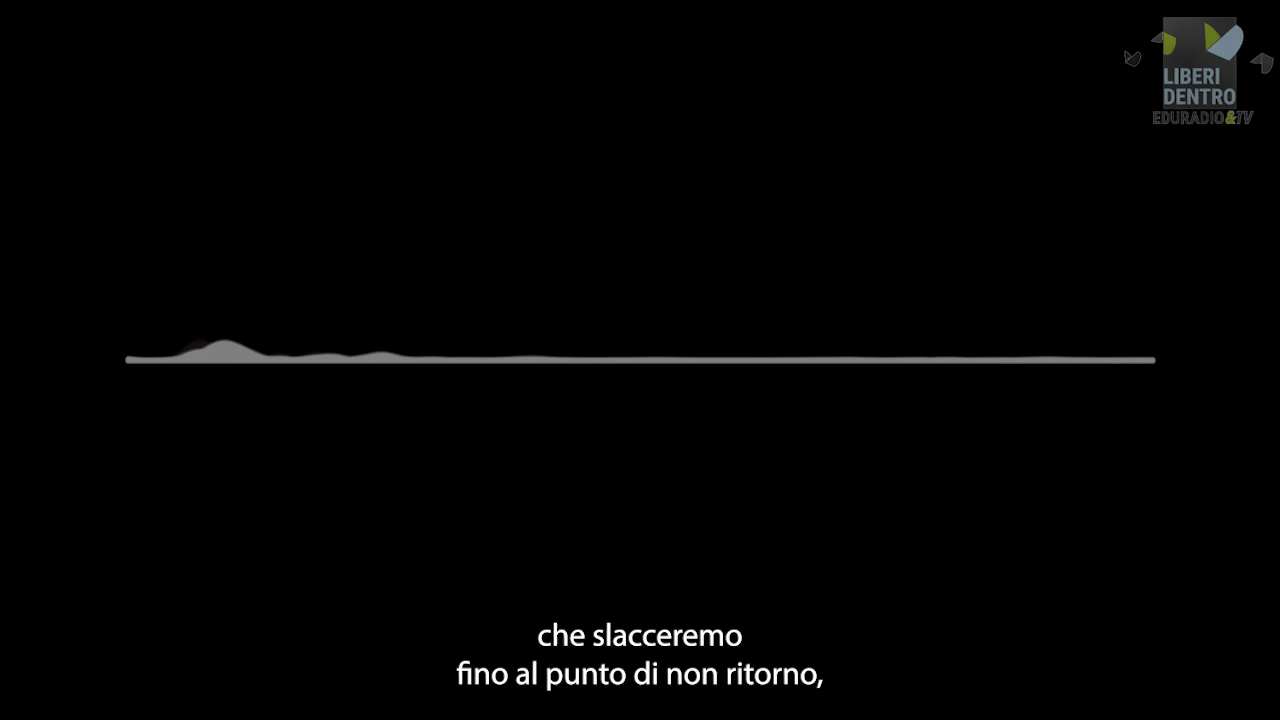 LIBERI
DENTRO
EDURADIO&TV
che slacceremo
fino al punto di non ritorno,